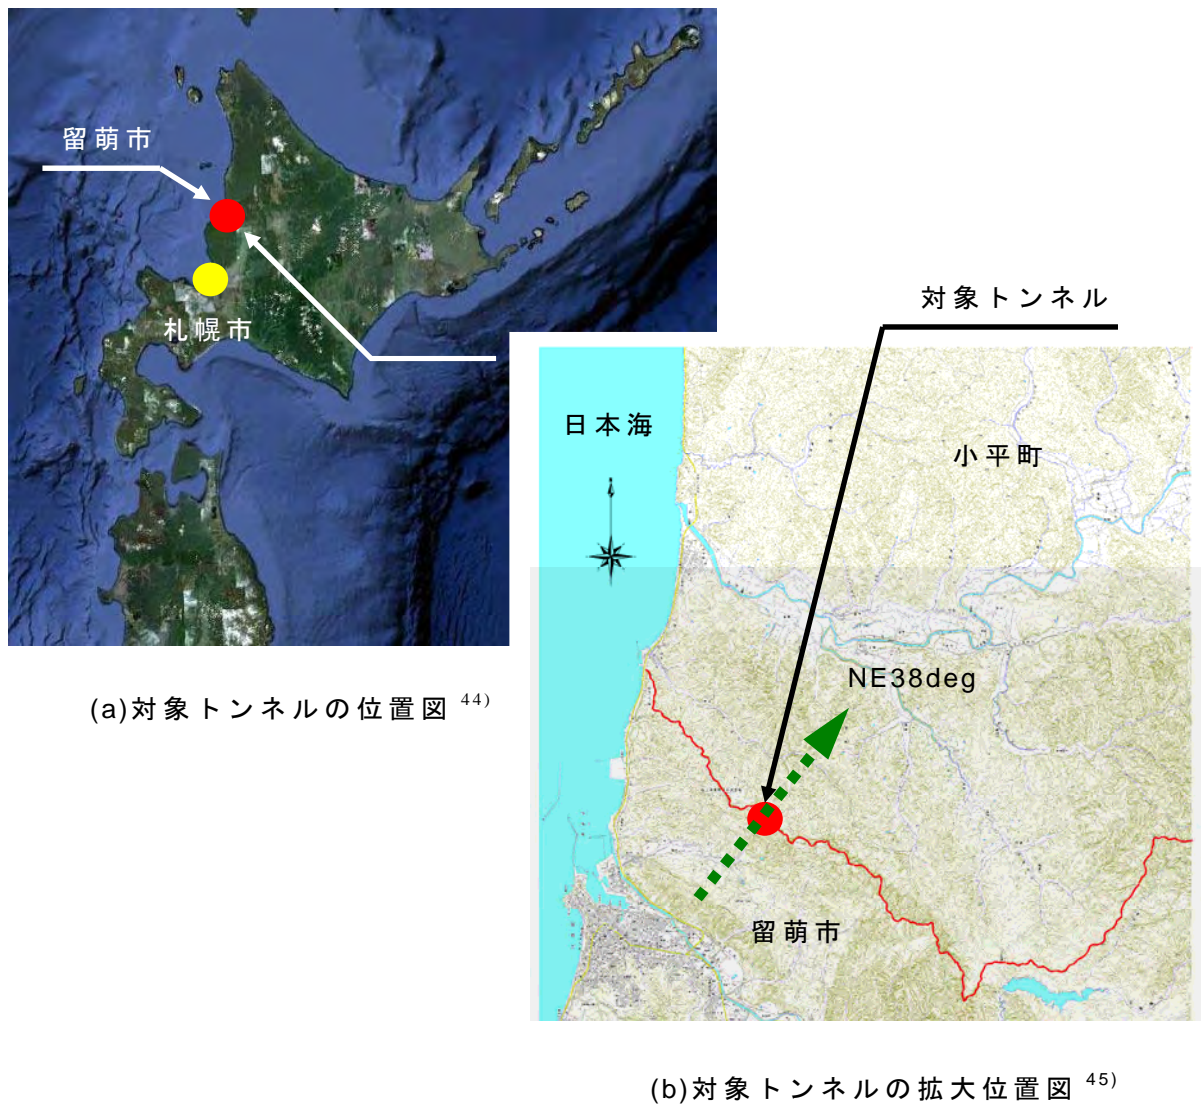 留萌市
札幌市
対象トンネル
日本海
小平町
NE38deg
(a)対象トンネルの位置図 44)
留萌市
(b)対象トンネルの拡大位置図 45)